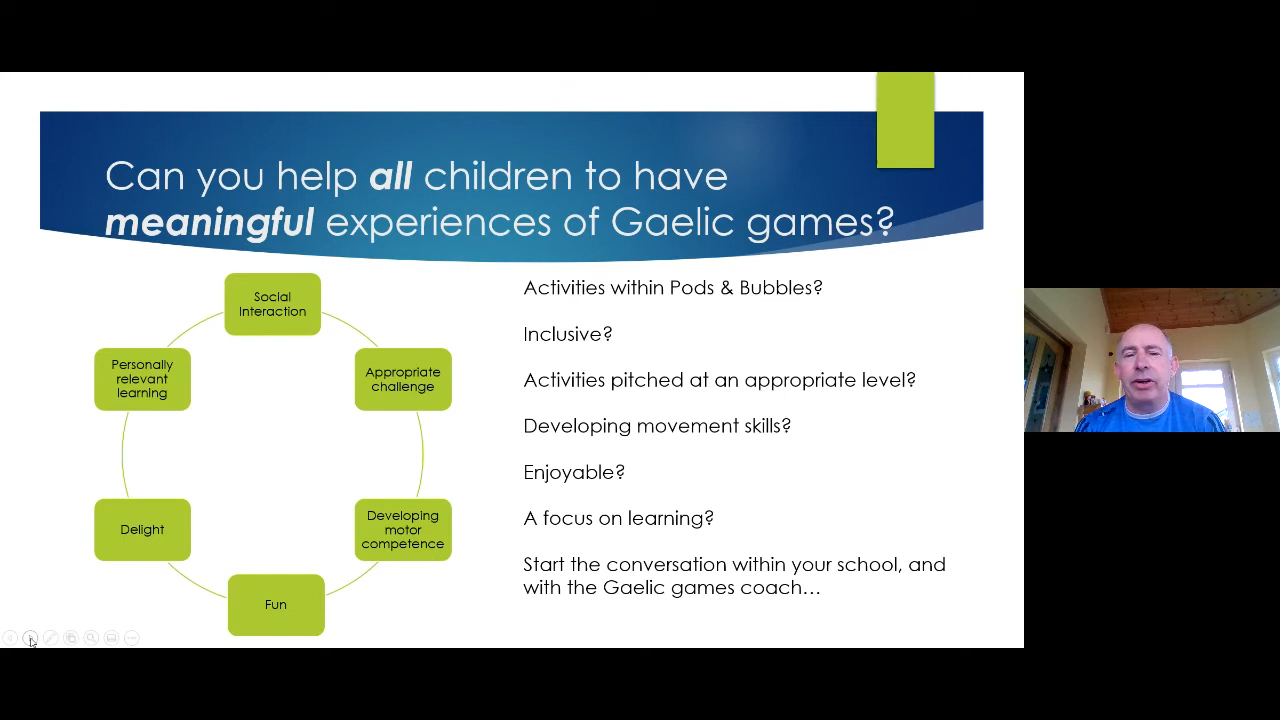 Can you help all children to have
meaningful experiences of Gaelic games?
Social
Interaction
Appropriate
challenge
Developing
motor
competence
Fun
Delight
Personally
relevant
learning
Activities within Pods & Bubbles?
Inclusive?
Activities pitched at an appropriate level?
Developing movement skills?
Enjoyable?
A focus on learning?
Start the conversation within your school, and
with the Gaelic games coach…